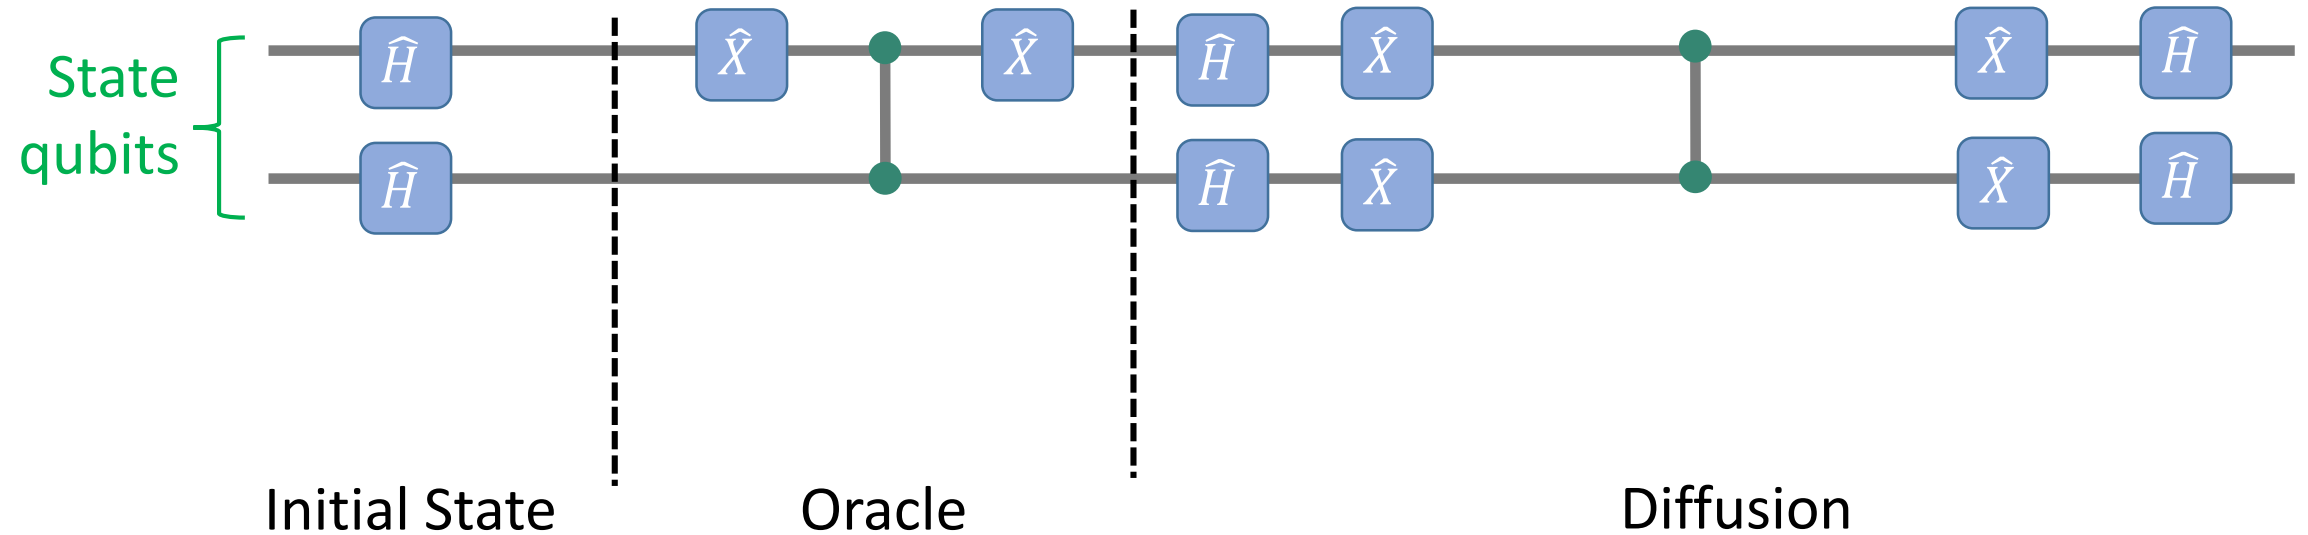 State
qubits
Ĥ X̂ X̂ Ĥ X̂ X̂ Ĥ
Ĥ Ĥ X̂ X̂ Ĥ
Initial State Oracle Diffusion